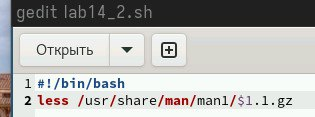 gedit lab14_2.sh
Открыть
1 #!/bin/bash
2 less /usr/share/man/man1/$1.1.gz